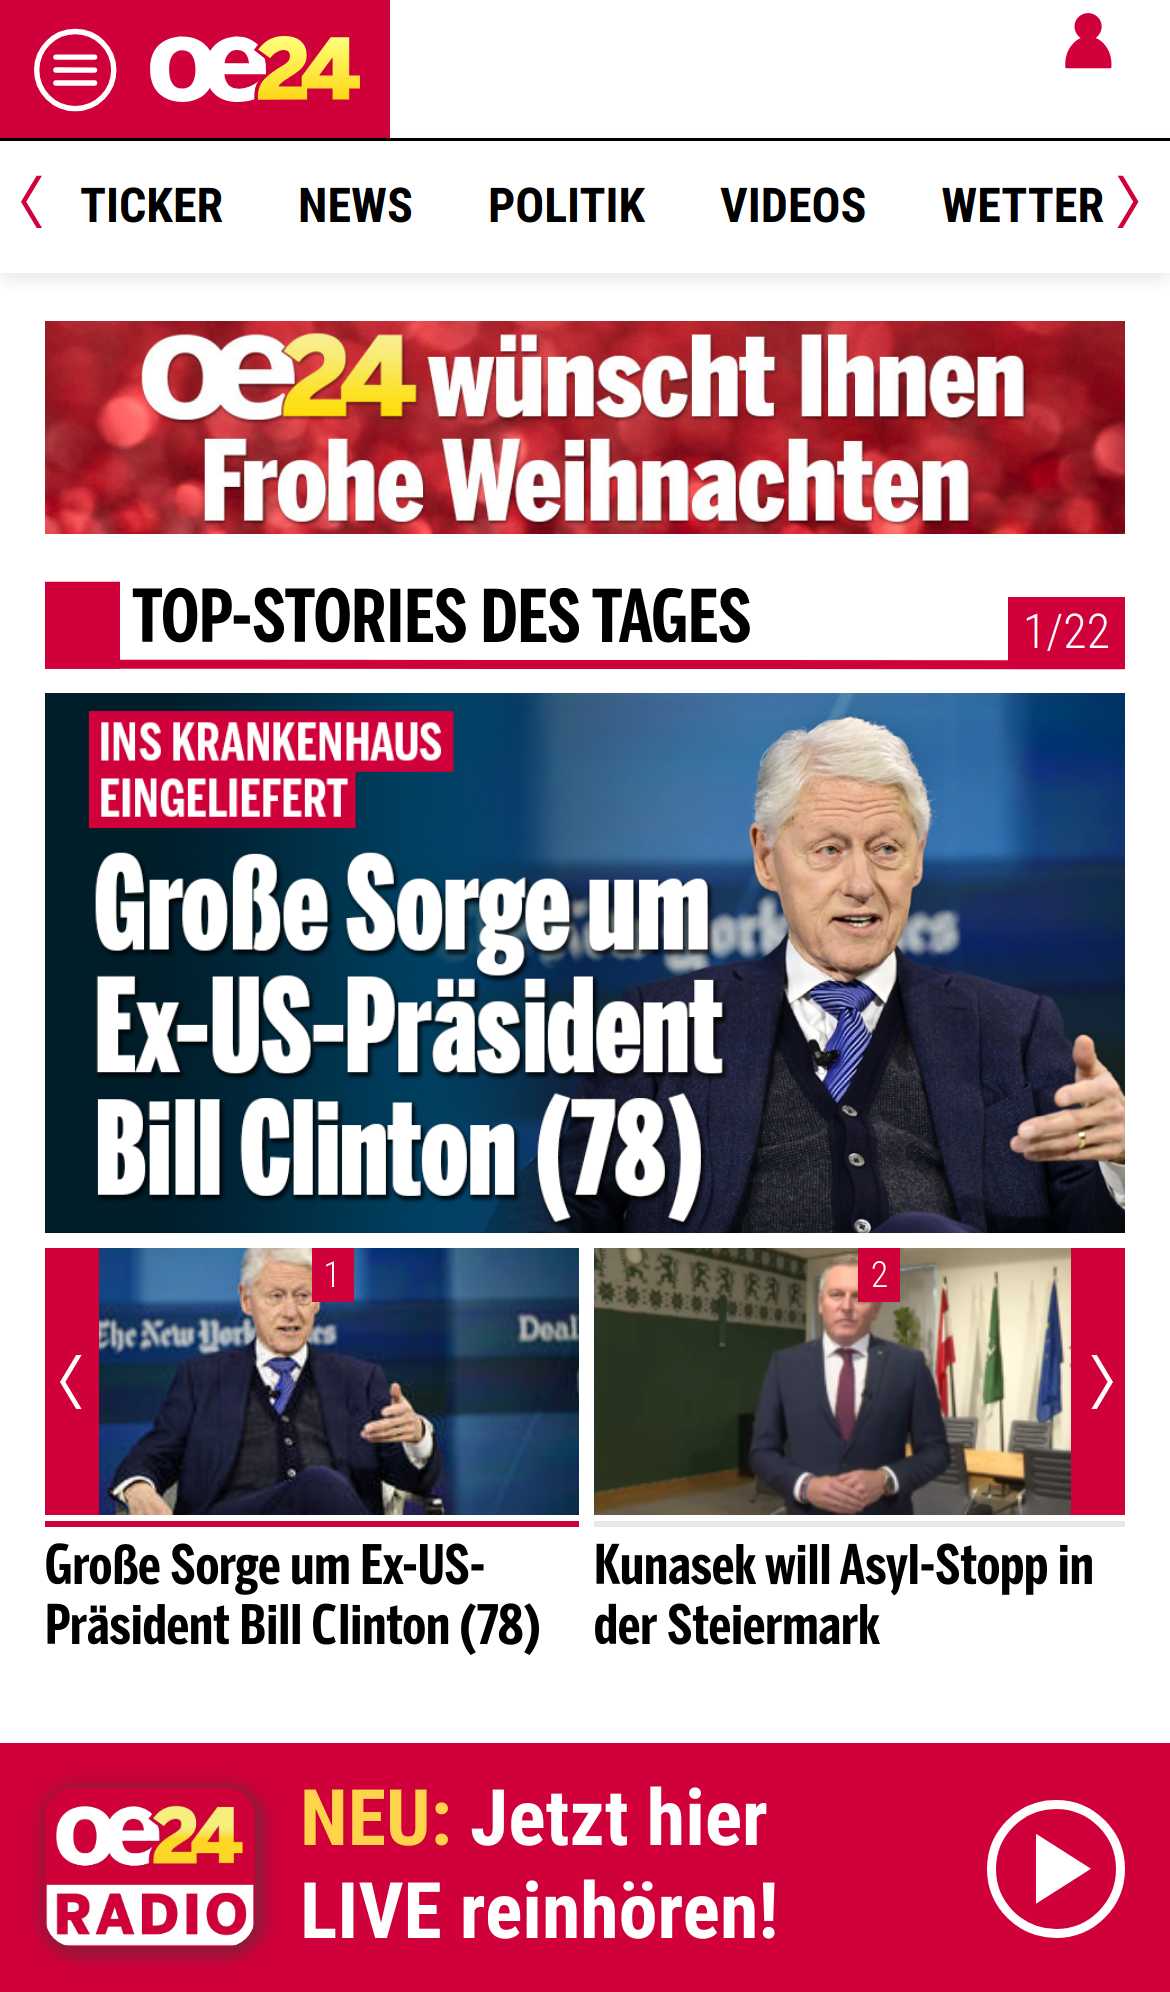 oe24
TICKER NEWS POLITIK VIDEOS WETTER
oe24 wünscht Ihnen
Frohe Weihnachten
TOP-STORIES DES TAGES
1/22
INS KRANKENHAUS
EINGELIEFERT
Große Sorge um
Ex-US-Präsident
Bill Clinton (78)
1
The New York
Deal
2
Große Sorge um Ex-US-
Präsident Bill Clinton (78)
Kunasek will Asyl-Stopp in
der Steiermark
oe24
RADIO
NEU: Jetzt hier
LIVE reinhören!